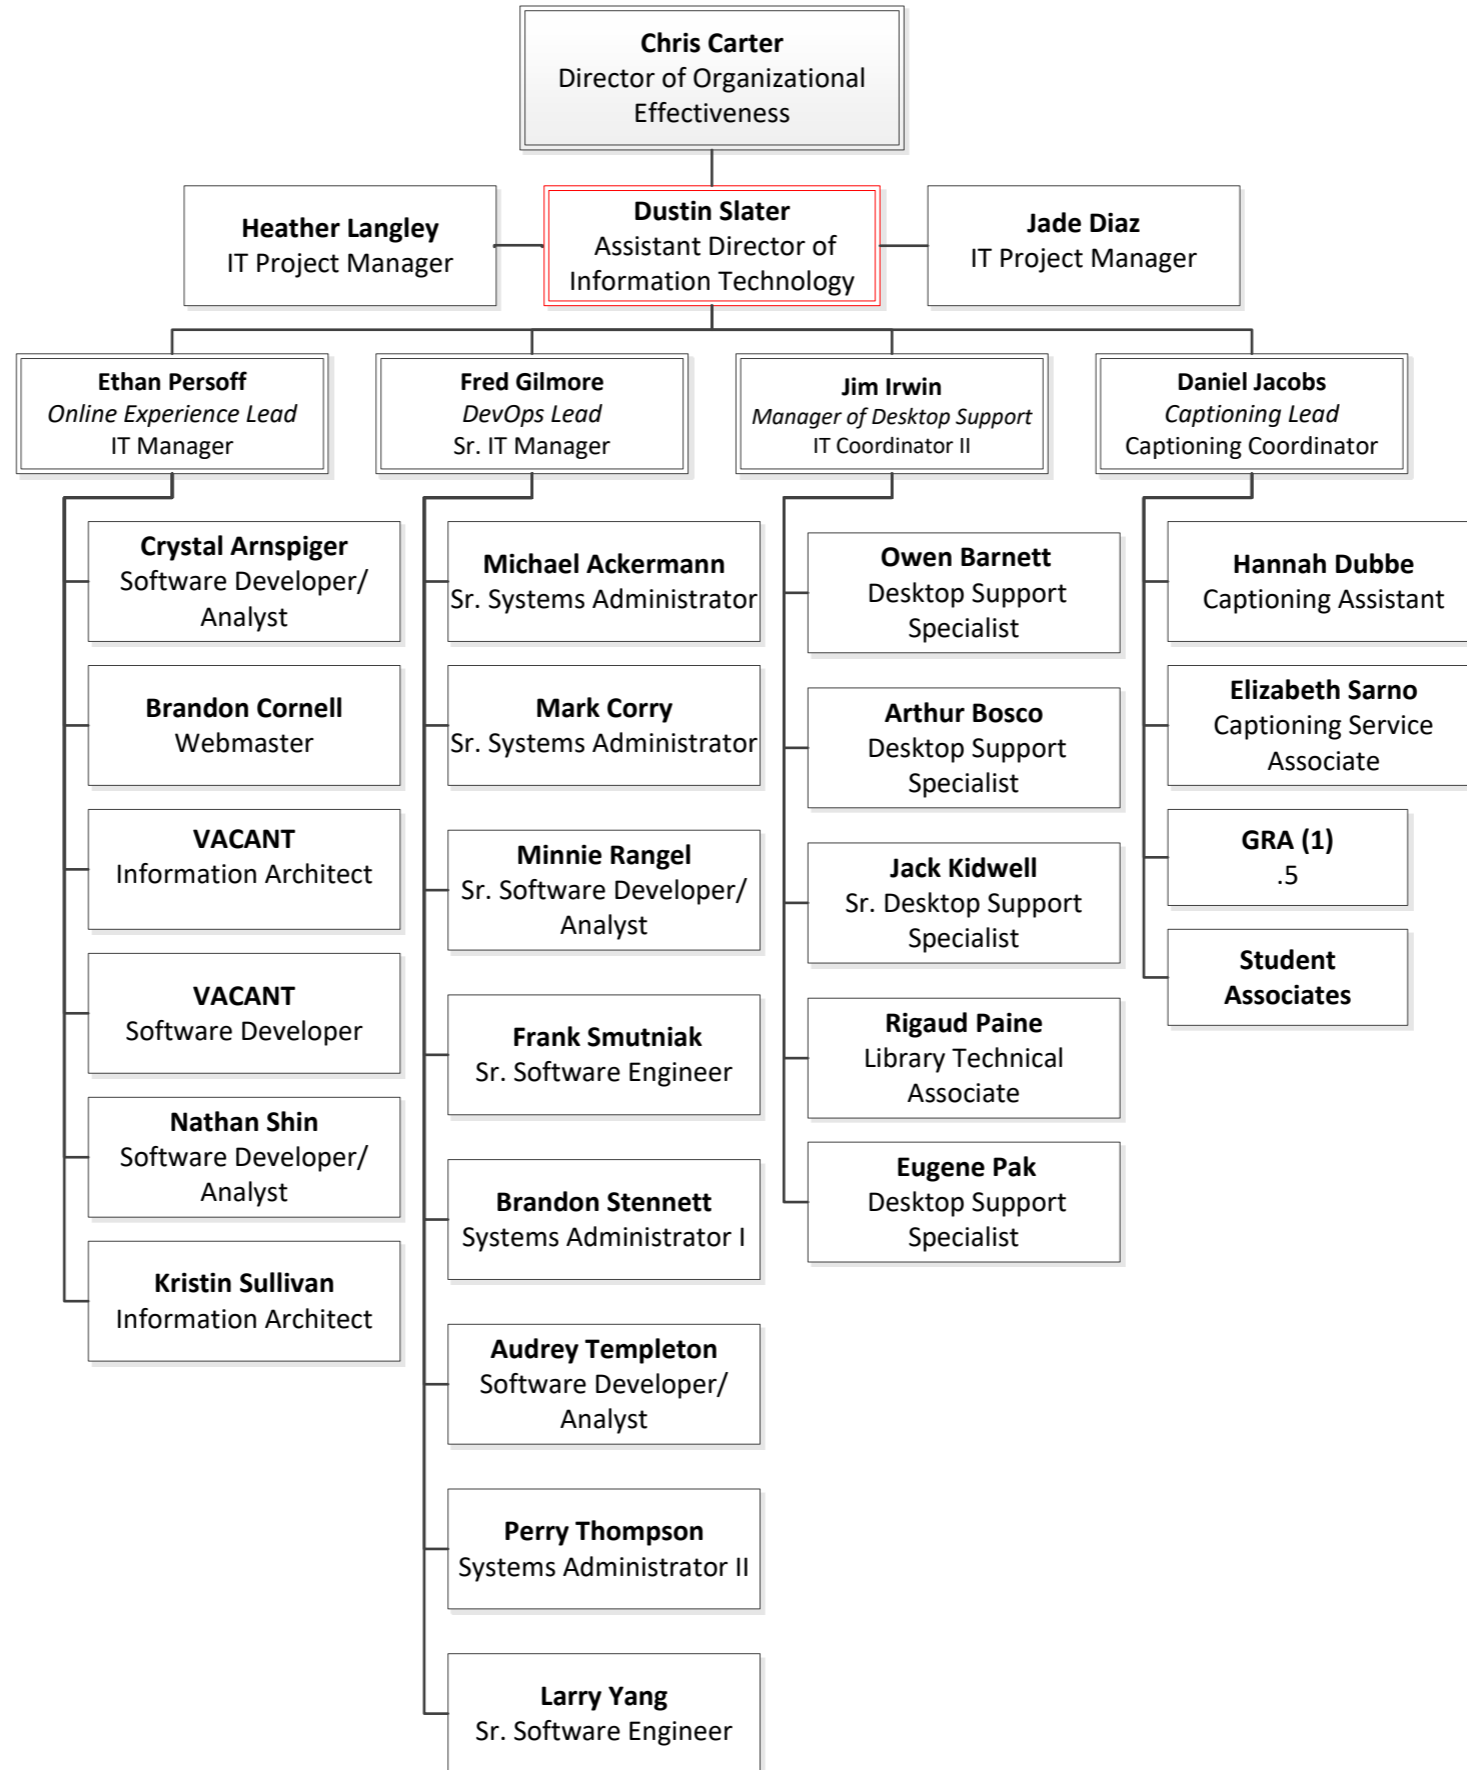 Chris Carter
Director of Organizational
Effectiveness
Heather Langley
IT Project Manager
Dustin Slater
Assistant Director of
Information Technology
Jade Diaz
IT Project Manager
Ethan Persoff
Online Experience Lead
IT Manager
Fred Gilmore
DevOps Lead
Sr. IT Manager
Jim Irwin
Manager of Desktop Support
IT Coordinator II
Daniel Jacobs
Captioning Lead
Captioning Coordinator
Crystal Arnspiger
Software Developer/
Analyst
Brandon Cornell
Webmaster
VACANT
Information Architect
VACANT
Software Developer
Nathan Shin
Software Developer/
Analyst
Kristin Sullivan
Information Architect
Michael Ackermann
Sr. Systems Administrator
Mark Corry
Sr. Systems Administrator
Minnie Rangel
Sr. Software Developer/
Analyst
Frank Smutniak
Sr. Software Engineer
Brandon Stennett
Systems Administrator I
Audrey Templeton
Software Developer/
Analyst
Perry Thompson
Systems Administrator II
Larry Yang
Sr. Software Engineer
Owen Barnett
Desktop Support
Specialist
Arthur Bosco
Desktop Support
Specialist
Jack Kidwell
Sr. Desktop Support
Specialist
Rigaud Paine
Library Technical
Associate
Eugene Pak
Desktop Support
Specialist
Hannah Dubbe
Captioning Assistant
Elizabeth Sarno
Captioning Service
Associate
GRA (1)
.5
Student
Associates